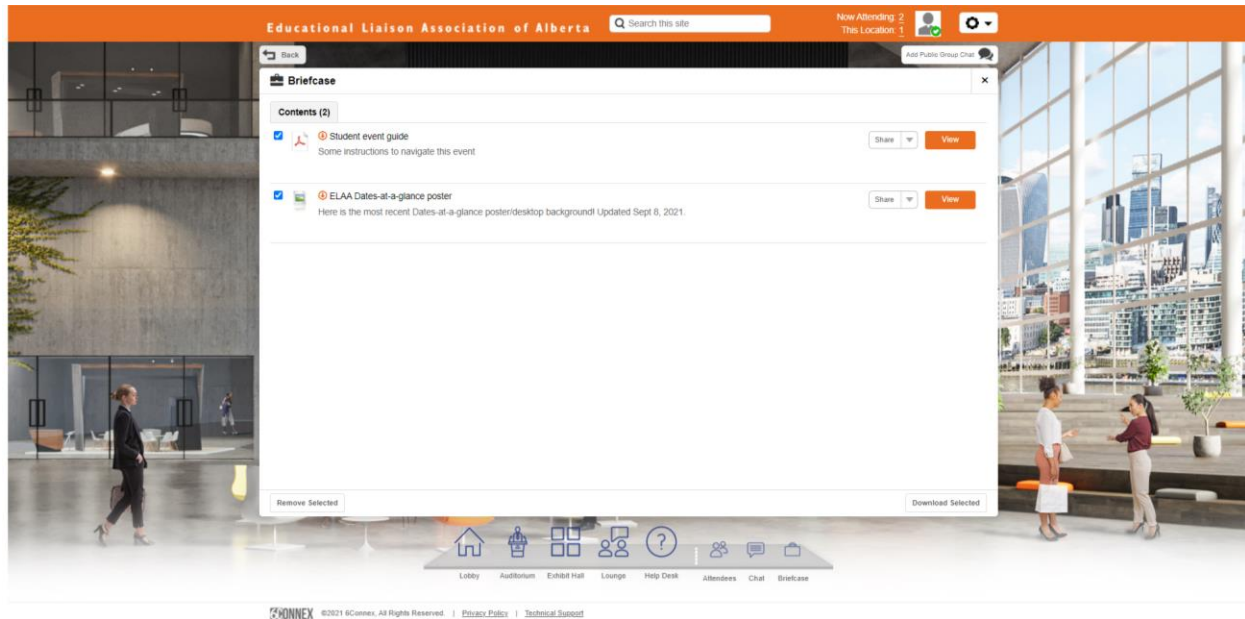 Educational Liaison Association of Alberta
Search this site
Now Attending: 2
This Location: 1
Back
Add Public Group Chat
Briefcase
Contents (2)
Student event guide
Some instructions to navigate this event
Share
View
ELAA Dates-at-a-glance poster
Here is the most recent Dates-at-a-glance poster/desktop background! Updated Sept 8, 2021.
Share
View
Remove Selected
Download Selected
Lobby Auditorium Exhibit Hall Lounge Help Desk Attendees Chat Briefcase
6CONNEX ©2021 6Connex, All Rights Reserved. | Privacy Policy | Technical Support